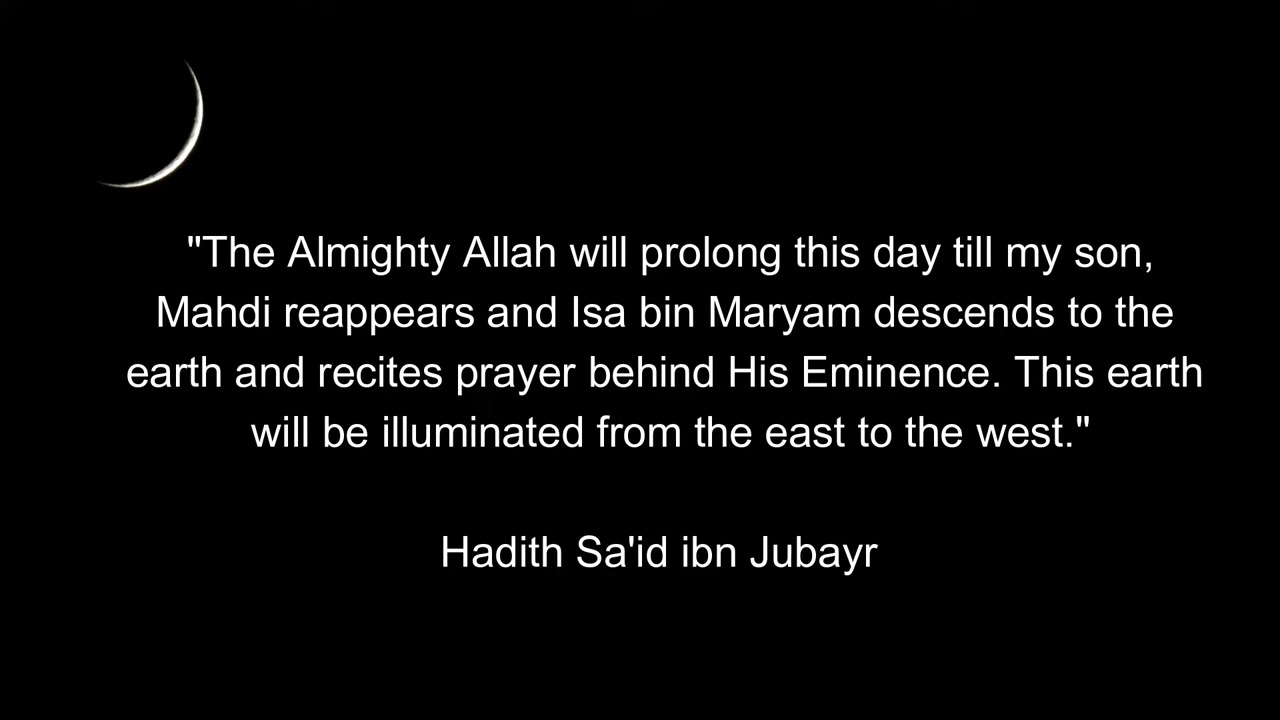 "The Almighty Allah will prolong this day till my son,
Mahdi reappears and Isa bin Maryam descends to the
earth and recites prayer behind His Eminence. This earth
will be illuminated from the east to the west."
Hadith Sa'id ibn Jubayr